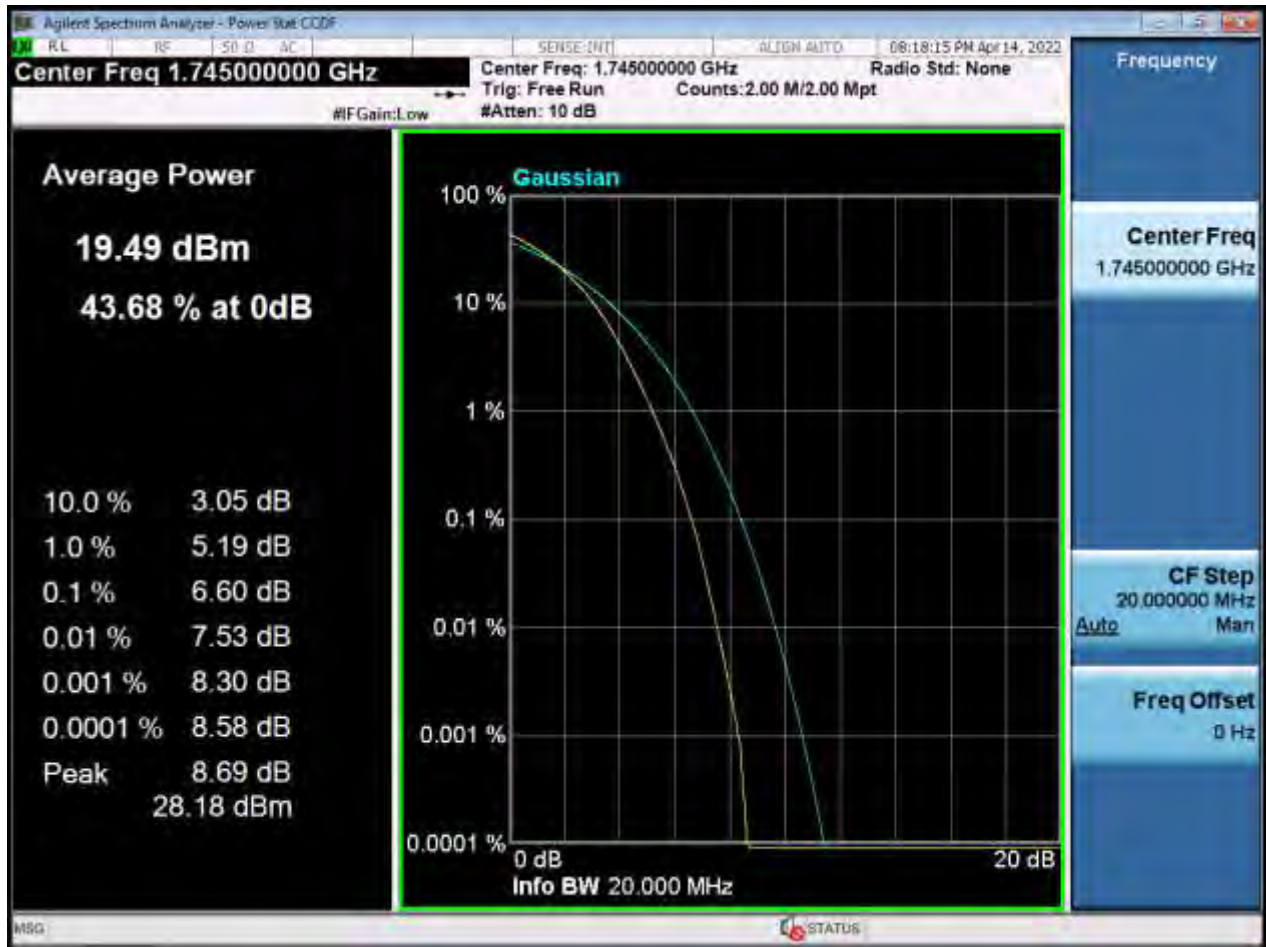 Agilent Spectrum Analyzer - Power Stat CCDF
RL RF 50 Ω AC SENSE:INT ALIGN AUTO 08:18:15 PM Apr 14, 2022
Center Freq 1.745000000 GHz
Center Freq: 1.745000000 GHz Radio Std: None
Trig: Free Run Counts:2.00 M/2.00 Mpt
#IFGain:Low #Atten: 10 dB
Average Power
19.49 dBm
43.68 % at 0dB
10.0 % 3.05 dB
1.0 % 5.19 dB
0.1 % 6.60 dB
0.01 % 7.53 dB
0.001 % 8.30 dB
0.0001 % 8.58 dB
Peak 8.69 dB
28.18 dBm
Gaussian
100 %
10 %
1 %
0.1 %
0.01 %
0.001 %
0.0001 %
0 dB 20 dB
Info BW 20.000 MHz
Frequency
Center Freq
1.745000000 GHz
CF Step
20.000000 MHz
Auto Man
Freq Offset
0 Hz
MSG STATUS